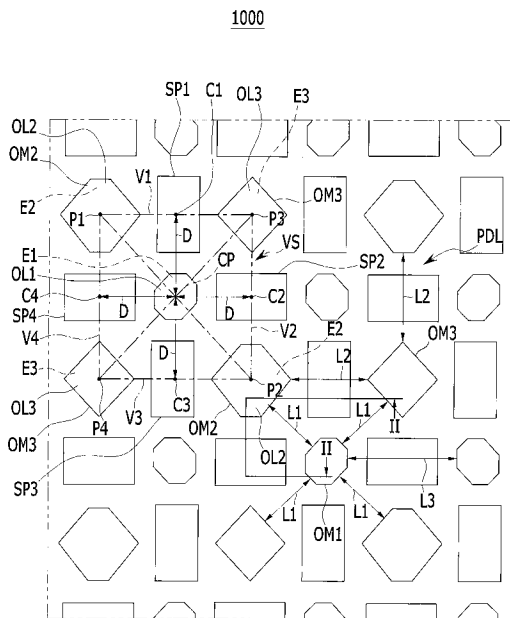 1000
SP1 C1 OL3 E3
OL2
OM2
E2
V1
P1
P3
OM3
E1
OL1
D
CP
VS
SP2
PDL
C4
SP4
D
D
C2
L2
V4
D
V2
E2
E3
OL3
OM3
P4
V3
C3
P2
L2
OM3
OM2
OL2
L1
L1
II
II
SP3
L1
OM1
L1
L3